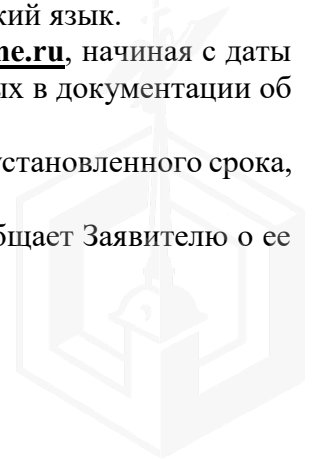 кий язык.
ne.ru, начиная с даты
ых в документации об
установленного срока,
бщает Заявителю о ее